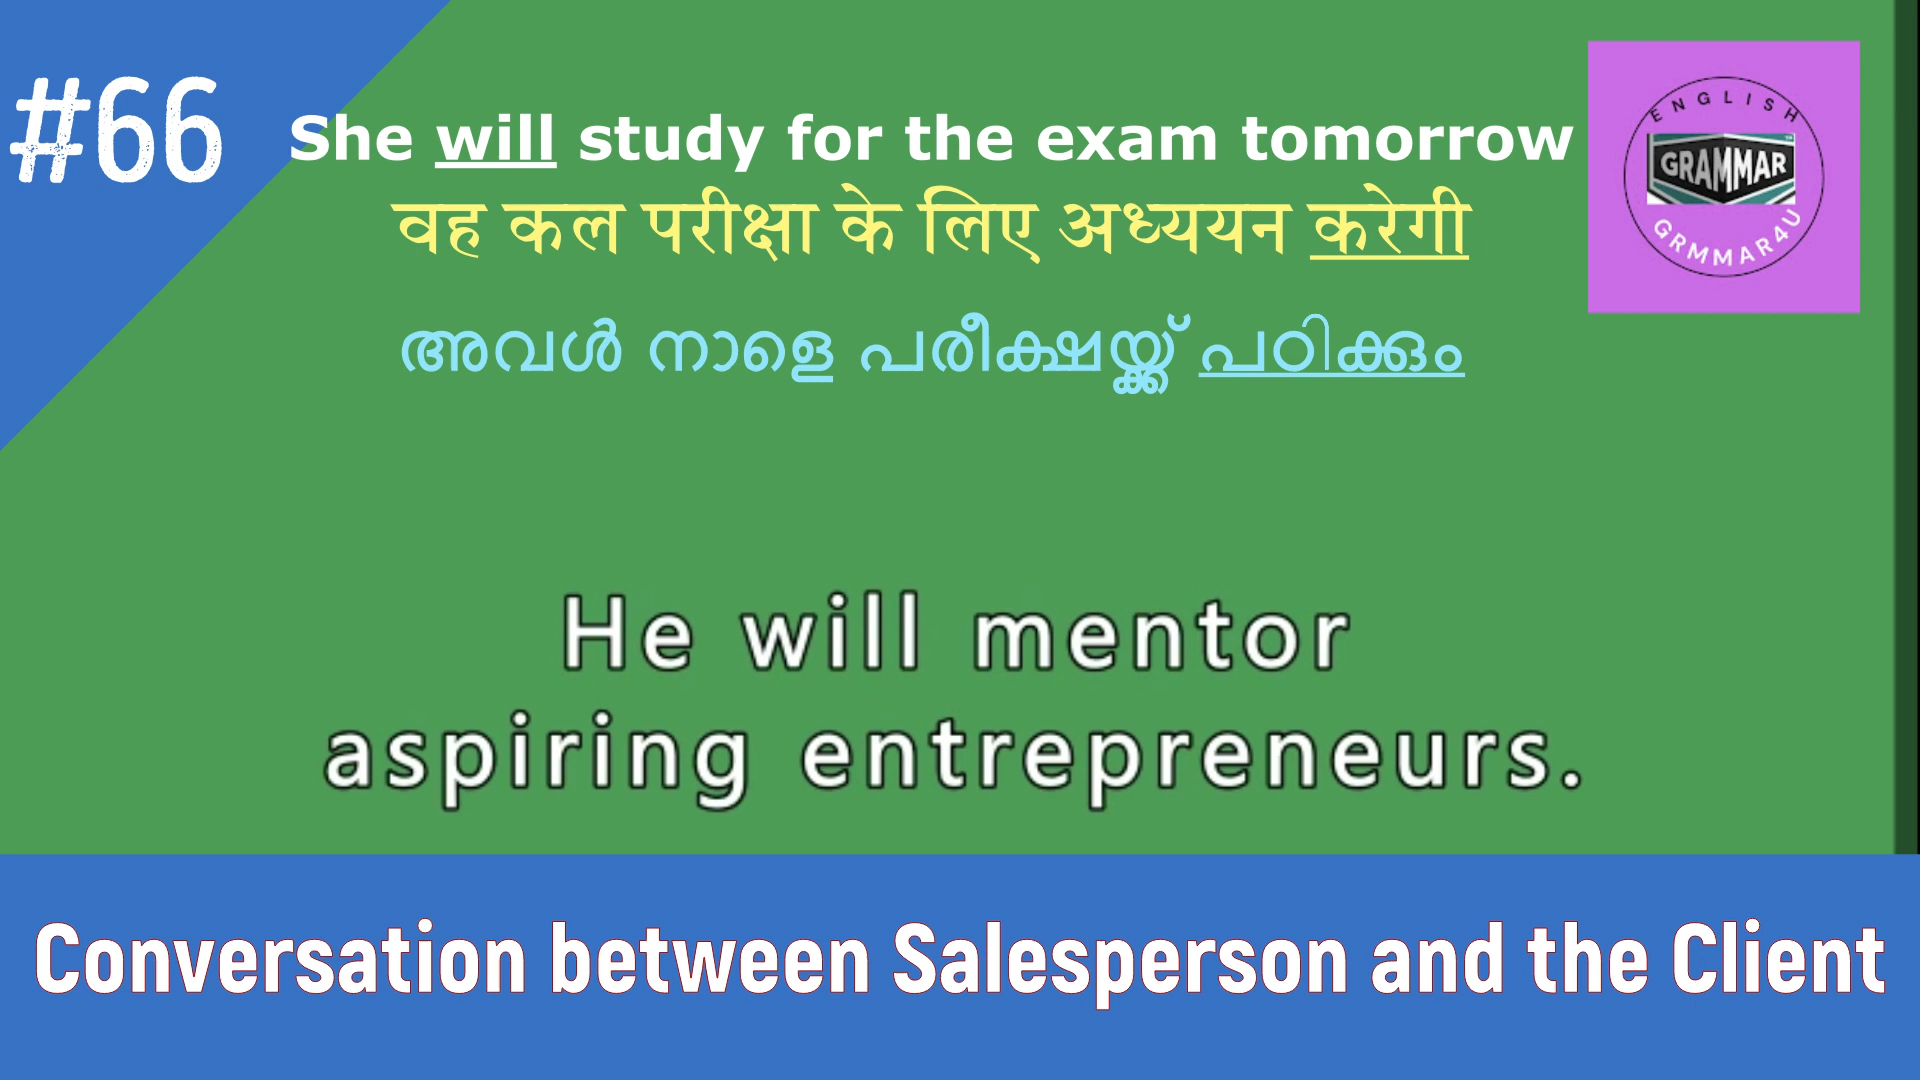 #66
She will study for the exam tomorrow
वह कल परीक्षा के लिए अध्ययन करेगी
അവൾ നാളെ പരീക്ഷയ്ക്ക് പഠിക്കും
ENGLISH
GRAMMAR
GRMMAR4U
He will mentor
aspiring entrepreneurs.
Conversation between Salesperson and the Client